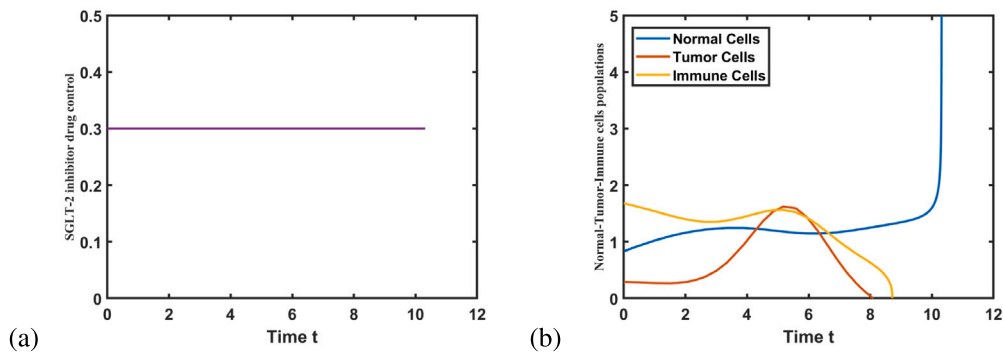 (a)
SGLT-2 inhibitor drug control
0.5
0.4
0.3
0.2
0.1
0
0 2 4 6 8 10 12
Time t
(b)
Normal-Tumor-Immune cells populations
5
4
3
2
1
0
Normal Cells
Tumor Cells
Immune Cells
0 2 4 6 8 10 12
Time t